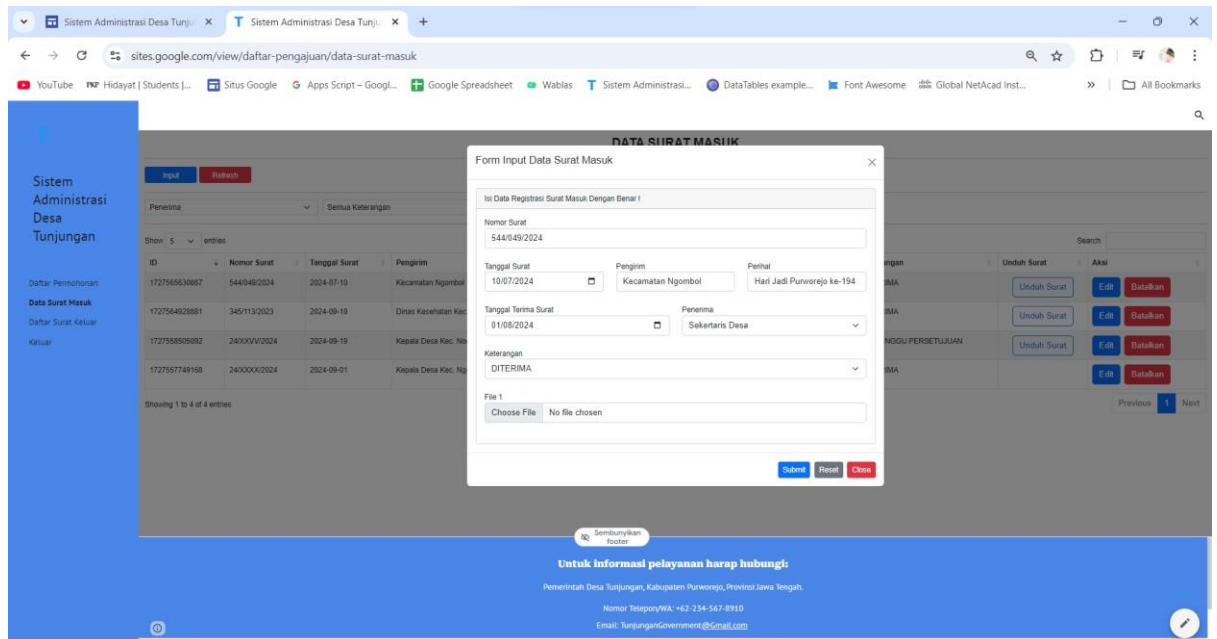 Sistem Administrasi Desa Tunju
Sistem Administrasi Desa Tunju
sites.google.com/view/daftar-pengajuan/data-surat-masuk
YouTube
Hidayat | Students |...
Situs Google
Apps Script – Googl...
Google Spreadsheet
Wablas
Sistem Administrasi...
DataTables example...
Font Awesome
Global NetAcad Inst...
All Bookmarks
Sistem
Administrasi
Desa
Tunjungan
Daftar Permohonan
Data Surat Masuk
Daftar Surat Keluar
Keluar
DATA SURAT MASUK
Input Refresh
Penerima Semua Keterangan
Show 5 entries Search
ID Nomor Surat Tanggal Surat Pengirim ngan Unduh Surat Aksi
1727565630867 544/049/2024 2024-07-10 Kecamatan Ngombol IMA Unduh Surat Edit Batalkan
1727564928881 345/113/2023 2024-09-10 Dinas Kesehatan Kec IMA Unduh Surat Edit Batalkan
1727558505092 2024-09-19 Kepala Desa Kec. NGGU PERSETUJUAN Unduh Surat Edit Batalkan
1727557749168 2024-09-01 Kepala Desa Kec. Ng IMA Edit Batalkan
Showing 1 to 4 of 4 entries Previous 1 Next
Form Input Data Surat Masuk
Isi Data Registrasi Surat Masuk Dengan Benar !
Nomor Surat
544/049/2024
Tanggal Surat Pengirim Perihal
10/07/2024 Kecamatan Ngombol Hari Jadi Purworejo ke-194
Tanggal Terima Surat Penerima
01/08/2024 Sekertaris Desa
Keterangan
DITERIMA
File 1
Choose File No file chosen
Submit Reset Close
Sembunyikan
footer
Untuk informasi pelayanan harap hubungi:
Pemerintah Desa Tunjungan, Kabupaten Purworejo, Provinsi Jawa Tengah.
Nomor Telepon/WA: +62-234-567-8910
Email: TunjunganGovernment@Gmail.com